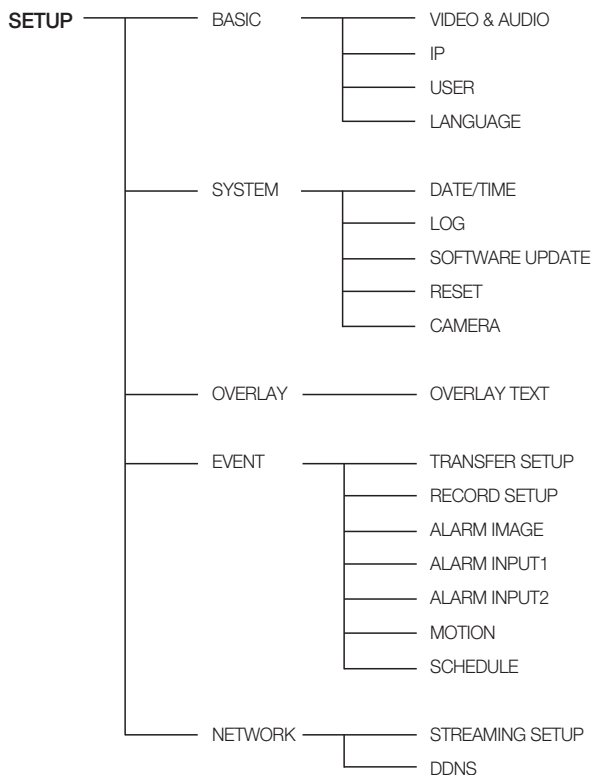 SETUP BASIC VIDEO & AUDIO
IP
USER
LANGUAGE
SYSTEM DATE/TIME
LOG
SOFTWARE UPDATE
RESET
CAMERA
OVERLAY OVERLAY TEXT
EVENT TRANSFER SETUP
RECORD SETUP
ALARM IMAGE
ALARM INPUT1
ALARM INPUT2
MOTION
SCHEDULE
NETWORK STREAMING SETUP
DDNS